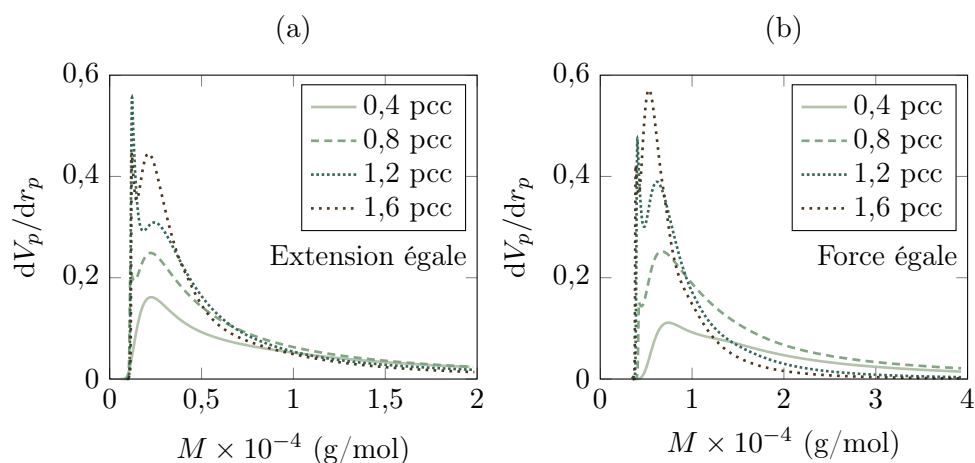 (a)
0,6
0,4
0,2
0
dV_p/dr_p
0,4 pcc
0,8 pcc
1,2 pcc
1,6 pcc
Extension égale
0 0,5 1 1,5 2
M × 10^{-4} (g/mol)
(b)
0,6
0,4
0,2
0
dV_p/dr_p
0,4 pcc
0,8 pcc
1,2 pcc
1,6 pcc
Force égale
0 1 2 3 4
M × 10^{-4} (g/mol)